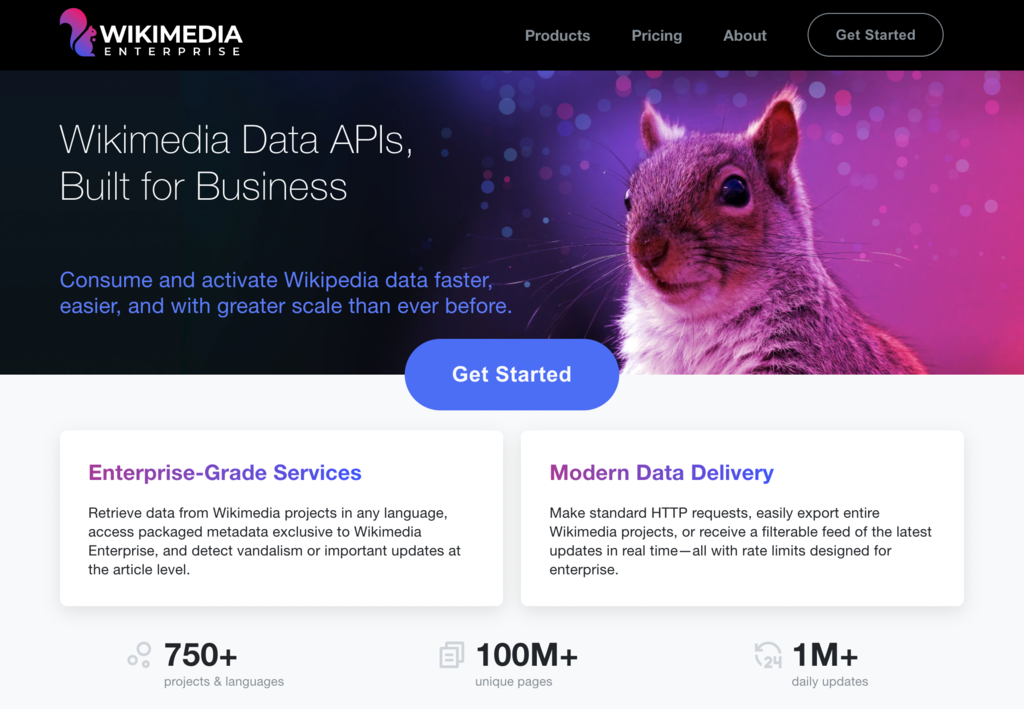 WIKIMEDIA
ENTERPRISE
Products
Pricing
About
Get Started
Wikimedia Data APIs,
Built for Business
Consume and activate Wikipedia data faster,
easier, and with greater scale than ever before.
Get Started
Enterprise-Grade Services
Retrieve data from Wikimedia projects in any language,
access packaged metadata exclusive to Wikimedia
Enterprise, and detect vandalism or important updates at
the article level.
Modern Data Delivery
Make standard HTTP requests, easily export entire
Wikimedia projects, or receive a filterable feed of the latest
updates in real time—all with rate limits designed for
enterprise.
750+
projects & languages
100M+
unique pages
24
1M+
daily updates